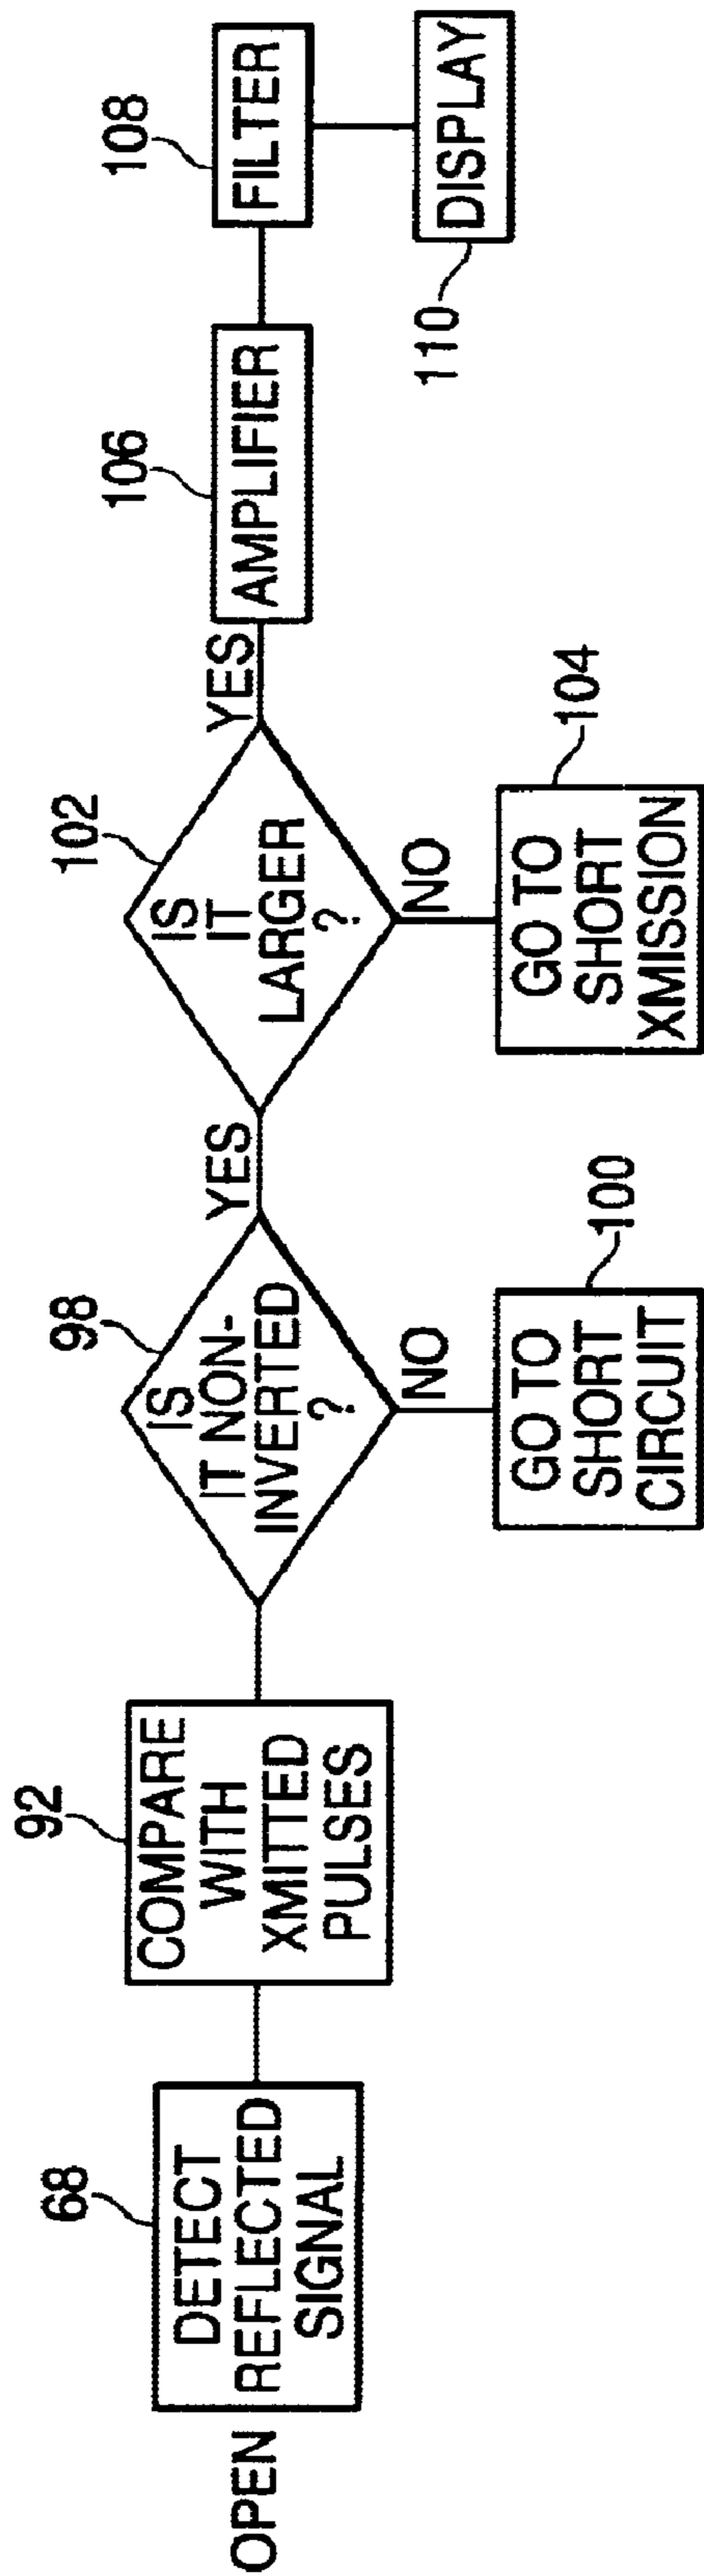 OPEN
68
DETECT
REFLECTED
SIGNAL
92
COMPARE
WITH
XMITTED
PULSES
98
IS
IT NON-
INVERTED
?
YES
NO
GO TO
SHORT
CIRCUIT
100
102
IS
IT
LARGER
?
YES
NO
GO TO
SHORT
XMISSION
104
106
AMPLIFIER
108
FILTER
DISPLAY
110